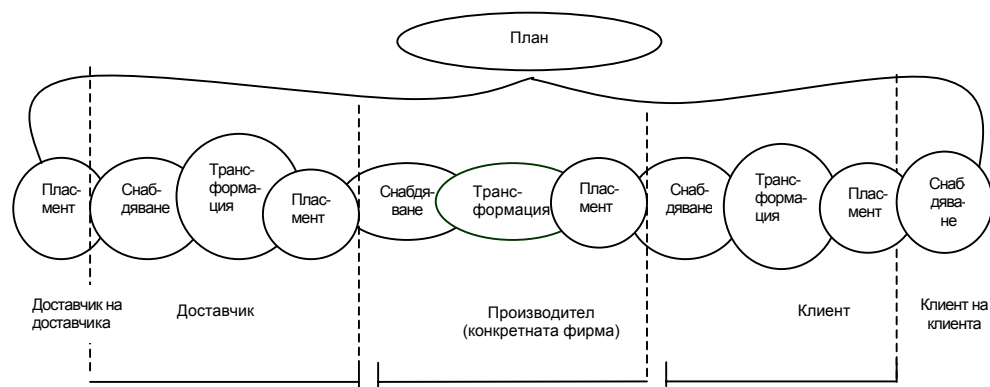 План
Плас-
мент
Снаб-
дяване
Транс-
формa-
ция
Плас-
мент
Снабдя-
ване
Транс-
формация
Плас-
мент
Снаб-
дяване
Транс-
форма-
ция
Плас-
мент
Снаб
дява-
не
Доставчик на
доставчика
Доставчик
Производител
(конкретната фирма)
Клиент
Клиент на
клиента